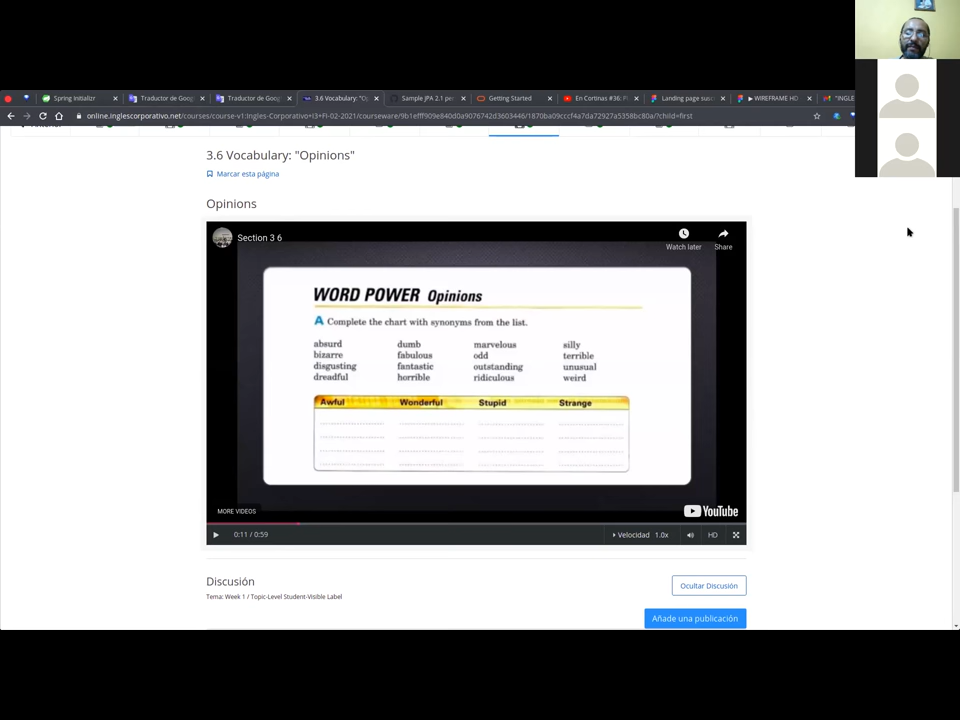 Spring Initializr
Traductor de Goog
Traductor de Goog
3.6 Vocabulary: "Op
Sample JPA 2.1 per
Getting Started
En Cortinas #36:
Landing page sus
▶ WIREFRAME HD
"INGLE
online.inglescorporativo.net/courses/course-v1:Ingles-Corporativo+I3+FI-02-2021/courseware/9b1efff909e840d0a9076742d3603446/1870ba09cccf4a7da72927a5358bc80a/?child=first
3.6 Vocabulary: "Opinions"
Marcar esta página
Opinions
Section 3 6
Watch later
Share
WORD POWER Opinions
A Complete the chart with synonyms from the list.
absurd dumb marvelous silly
bizarre fabulous odd terrible
disgusting fantastic outstanding unusual
dreadful horrible ridiculous weird
Awful Wonderful Stupid Strange
MORE VIDEOS
YouTube
0:11 / 0:59
Velocidad 1.0x
HD
Discusión
Ocultar Discusión
Tema: Week 1 / Topic-Level Student-Visible Label
Añade una publicación